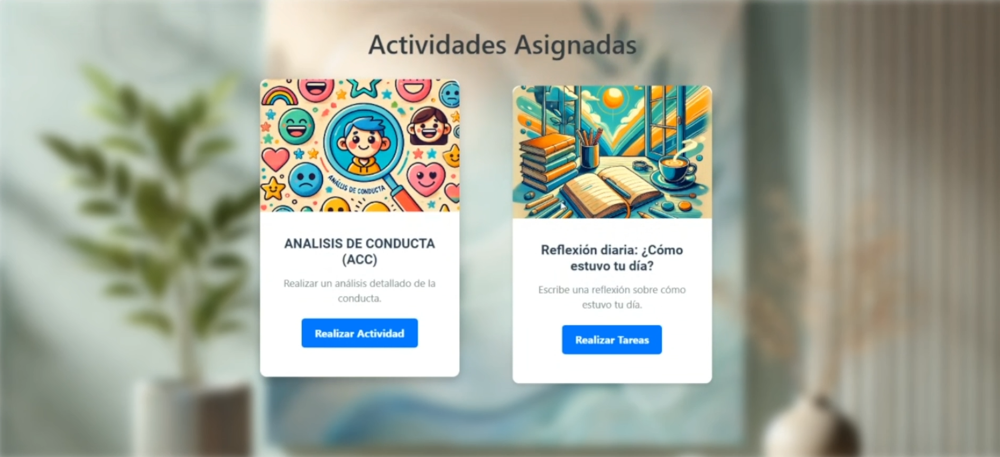 Actividades Asignadas
ANÁLLIS DE CONDUCTA
ANALISIS DE CONDUCTA
(ACC)
Realizar un análisis detallado de la
conducta.
Realizar Actividad
Reflexión diaria: ¿Cómo
estuvo tu día?
Escribe una reflexión sobre cómo
estuvo tu día.
Realizar Tareas